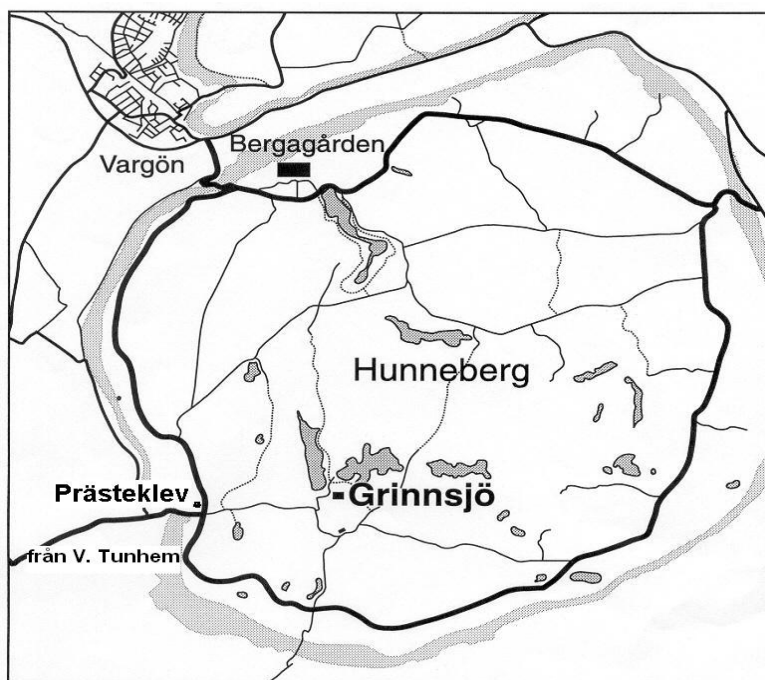 Bergagården
Vargön
Hunneberg
Prästeklev
Grinnsjö
från V. Tunhem